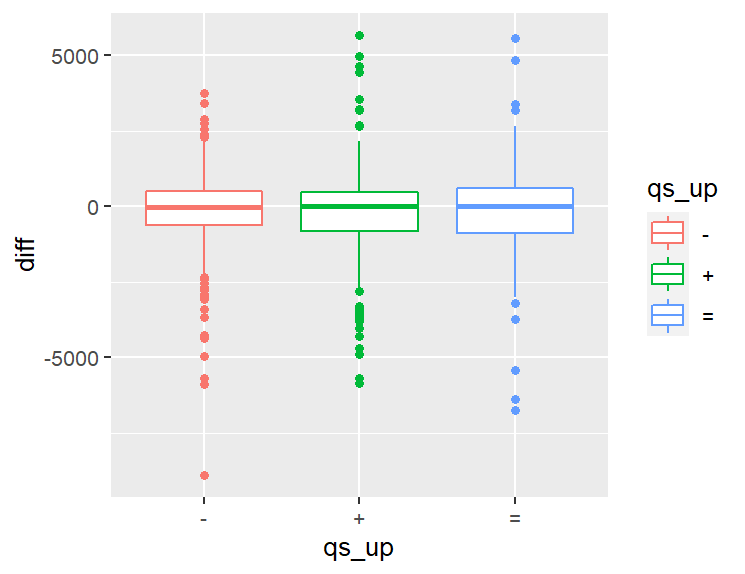 5000
0
-5000
diff
- + =
qs_up
qs_up
-
+
=